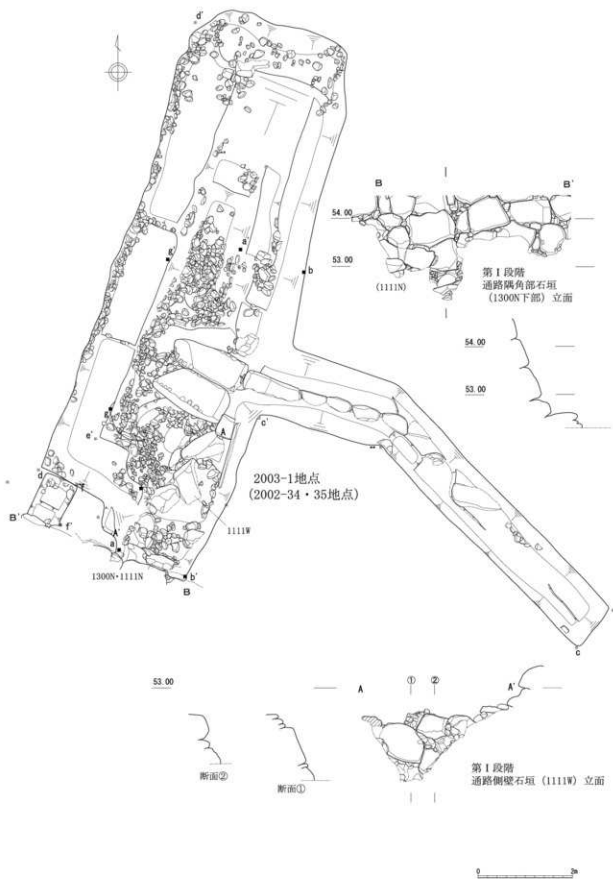 d'
B
B'
54.00
a
53.00
g'
b
(1111N)
第Ⅰ段階
通路隅角部石垣
(1300N下部) 立面
54.00
53.00
g
e'
A
c'
2003-1地点
(2002-34・35地点)
d
B'
f'
A'
a'
1111W
1300N・1111N
b'
B
c
53.00
A
①
②
A'
断面②
断面①
第Ⅰ段階
通路側壁石垣 (1111W) 立面
0
2m